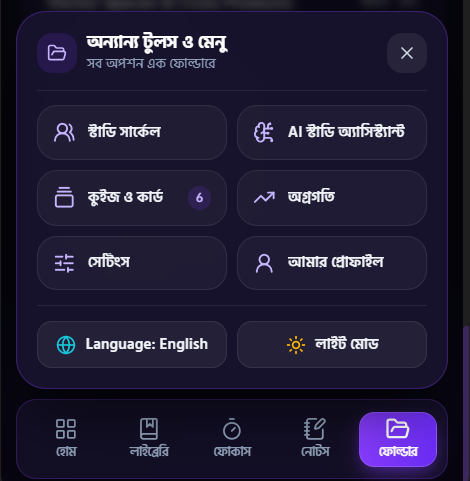 অন্যান্য টুলস ও মেনু
সব অপশন এক ফোল্ডারে
স্টাডি সার্কেল
AI স্টাডি অ্যাসিস্ট্যান্ট
কুইজ ও কার্ড 6
অগ্রগতি
সেটিংস
আমার প্রোফাইল
Language: English
লাইট মোড
হোম
লাইব্রেরি
ফোকাস
নোটস
ফোল্ডার